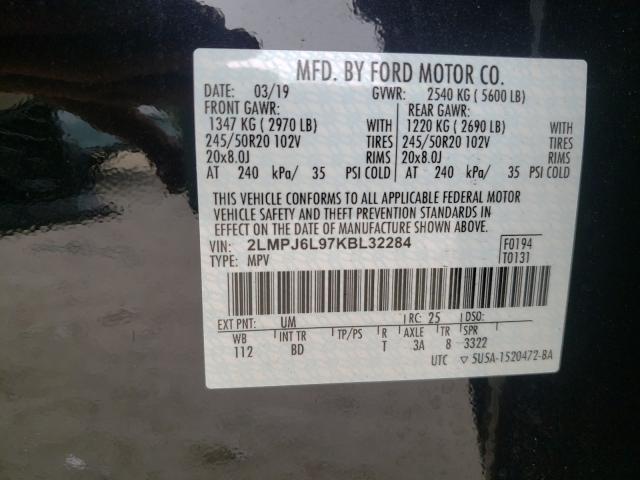 MFD. BY FORD MOTOR CO.
DATE: 03/19 GVWR: 2540 KG ( 5600 LB)
FRONT GAWR: REAR GAWR:
1347 KG ( 2970 LB) WITH 1220 KG ( 2690 LB) WITH
245/50R20 102V TIRES 245/50R20 102V TIRES
20x8.0J RIMS 20x8.0J RIMS
AT 240 kPa/ 35 PSI COLD AT 240 kPa/ 35 PSI COLD
THIS VEHICLE CONFORMS TO ALL APPLICABLE FEDERAL MOTOR
VEHICLE SAFETY AND THEFT PREVENTION STANDARDS IN
EFFECT ON THE DATE OF MANUFACTURE SHOWN ABOVE.
VIN: 2LMPJ6L97KBL32284 F0194
TYPE: MPV T0131
EXT PNT: UM RC: 25 DSO:
WB INT TR TP/PS R AXLE TR SPR
112 BD T 3A 8 3322
UTC ▽ 5U5A-1520472-BA